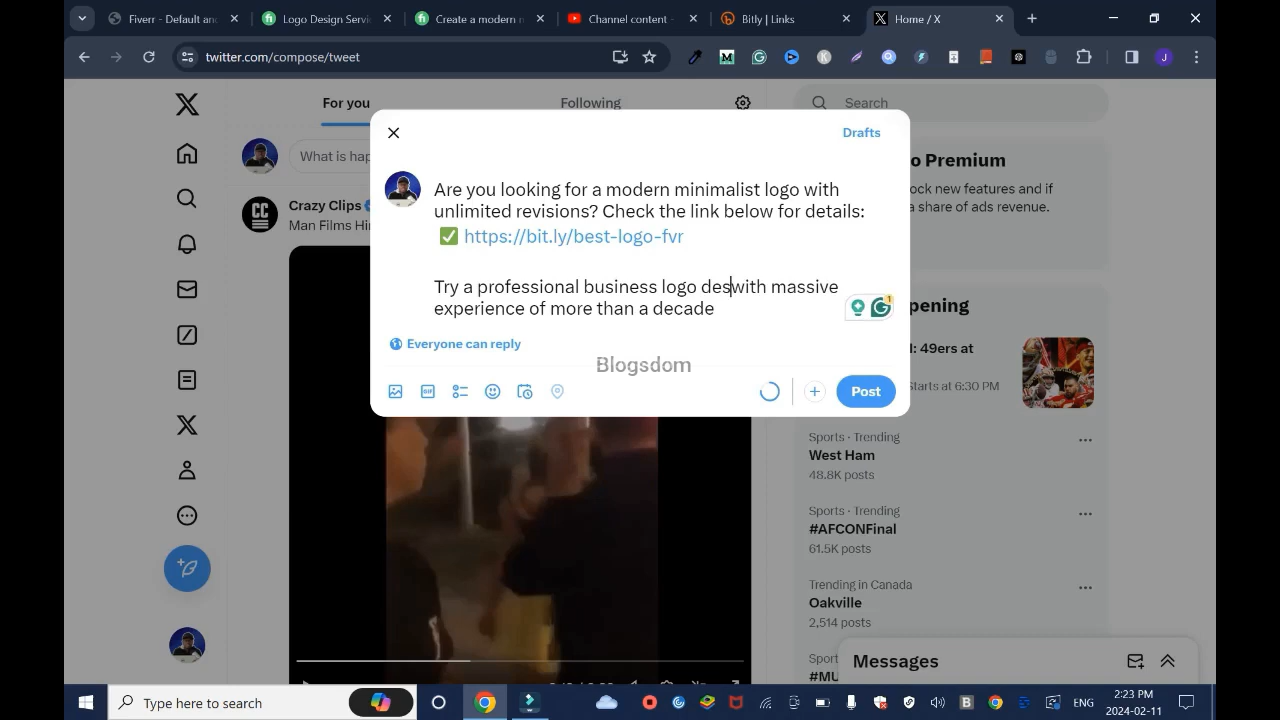 Fiverr - Default and
Logo Design Servi
Create a modern n
Channel content -
Bitly | Links
Home / X
twitter.com/compose/tweet
For you
Following
Search
What is hap
Drafts
Are you looking for a modern minimalist logo with
unlimited revisions? Check the link below for details:
✅ https://bit.ly/best-logo-fvr
Try a professional business logo deswith massive
experience of more than a decade
1
Everyone can reply
Blogsdom
GIF
Post
Crazy Clips
Man Films Hi
o Premium
ock new features and if
a share of ads revenue.
pening
I: 49ers at
Starts at 6:30 PM
Sports · Trending
West Ham
48.8K posts
Sports · Trending
#AFCONFinal
61.5K posts
Trending in Canada
Oakville
2,514 posts
Sport
#MU
Messages
Type here to search
ENG
2:23 PM
2024-02-11